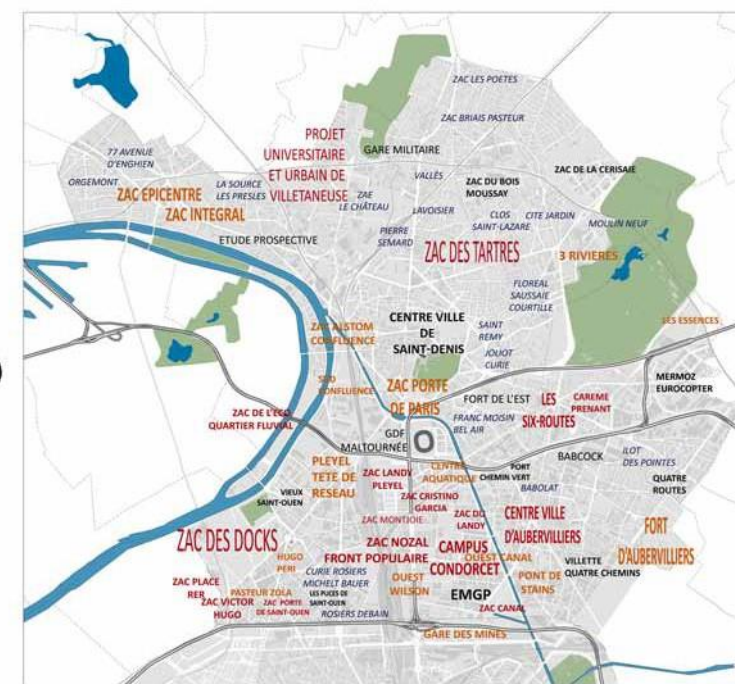 ZAC LES POETES
ZAC BRIAIS PASTEUR
PROJET
UNIVERSITAIRE
ET URBAIN DE
VILLETANEUSE
GARE MILITAIRE
77 AVENUE
D'ENGHIEN
ORGEMONT
ZAC EPICENTRE
ZAC INTEGRAL
LA SOURCE
LES PRESLES
ZAE
LE CHÂTEAU
VALLÈS
ZAC DU BOIS
MOUSSAY
ZAC DE LA CERISAIE
LAVOISIER
CLOS
SAINT-LAZARE
CITE JARDIN
MOULIN NEUF
ETUDE PROSPECTIVE
PIERRE
SEMARD
ZAC DES TARTRES
3 RIVIERES
FLOREAL
SAUSSAIE
COURTILLE
ZAC ALSTOM
CONFLUENCE
CENTRE VILLE
DE
SAINT-DENIS
SAINT
REMY
LES ESSENCES
JOLIOT
CURIE
SUD
CONFLUENCE
ZAC PORTE
DE PARIS
FORT DE L'EST
LES
SIX-ROUTES
CAREME
PRENANT
MERMOZ
EUROCOPTER
ZAC DE L'ECO
QUARTIER FLUVIAL
FRANC MOISIN
BEL AIR
GDF
MALTOURNÉE
PLEYEL
TETE DE
RESEAU
ZAC LANDY
PLEYEL
CENTRE
AQUATIQUE
PORT
CHEMIN VERT
BABCOCK
ILOT
DES POINTES
BABOLAT
QUATRE
ROUTES
VIEUX
SAINT-OUEN
ZAC CRISTINO
GARCIA
ZAC MONTJOIE
ZAC DU
LANDY
CENTRE VILLE
D'AUBERVILLIERS
FORT
D'AUBERVILLIERS
ZAC DES DOCKS
ZAC NOZAL
FRONT POPULAIRE
CAMPUS
CONDORCET
OUEST CANAL
HUGO
PERI
CURIE ROSIERS
MICHELT BAUER
OUEST
WILSON
PONT DE
STAINS
VILLETTE
QUATRE CHEMINS
ZAC PLACE
RER
PASTEUR ZOLA
ZAC VICTOR
HUGO
ZAC PORTE
DE SAINT-OUEN
LES PUCES DE
SAINT-OUEN
ROSIERS DEBAIN
EMGP
ZAC CANAL
GARE DES MINES